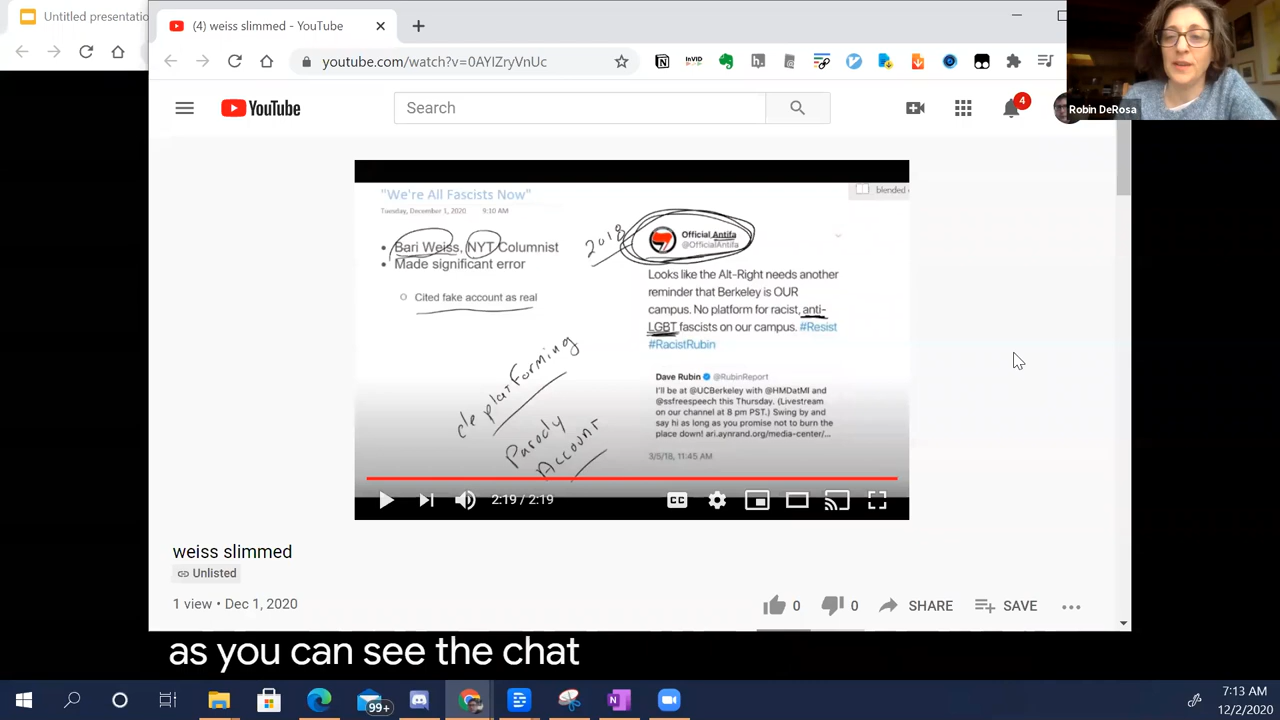 Untitled presentatio
(4) weiss slimmed - YouTube
youtube.com/watch?v=0AYIZryVnUc
InVID
YouTube
Search
4
Robin DeRosa
"We're All Fascists Now"
Tuesday, December 1, 2020 9:10 AM
blended
• Bari Weiss, NYT Columnist
• Made significant error
o Cited fake account as real
2018
Official Antifa
@OfficialAntifa
Looks like the Alt-Right needs another
reminder that Berkeley is OUR
campus. No platform for racist, anti-
LGBT fascists on our campus. #Resist
#RacistRubin
Dave Rubin @RubinReport
I'll be at @UCBerkeley with @HMDatMI and
@ssfreespeech this Thursday. (Livestream
on our channel at 8 pm PST.) Swing by and
say hi as long as you promise not to burn the
place down! ari.aynrand.org/media-center/...
3/5/18, 11:45 AM
deplatforming
Parody
Account
2:19 / 2:19
CC
weiss slimmed
Unlisted
1 view • Dec 1, 2020
0
0
SHARE
SAVE
as you can see the chat
99+
7:13 AM
12/2/2020